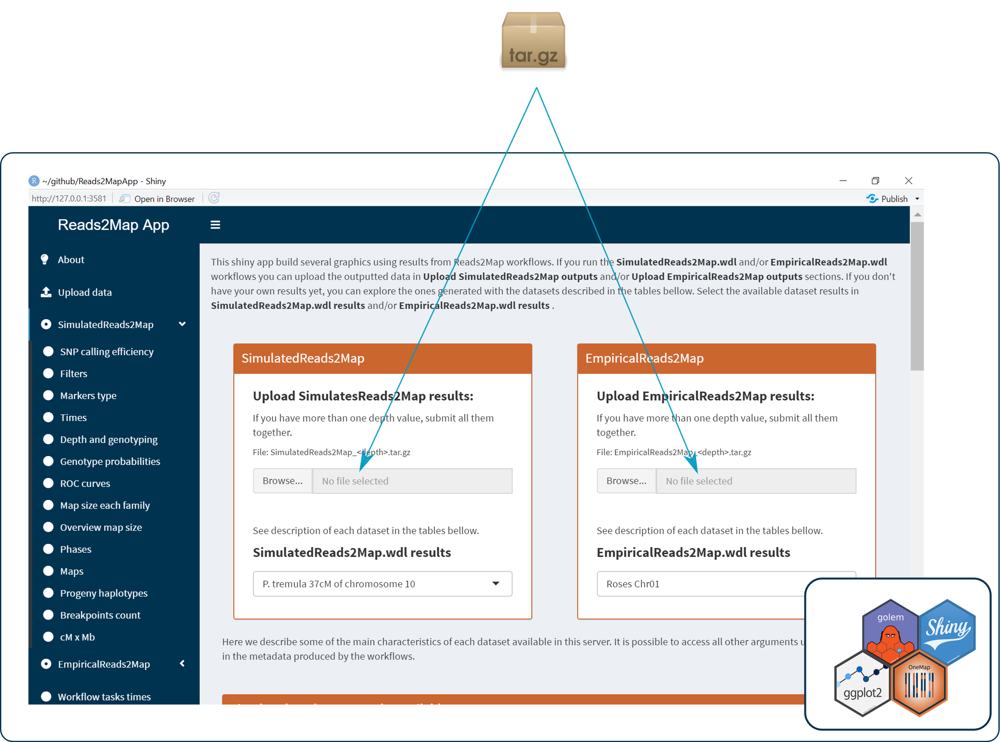 tar.gz
R ~/github/Reads2MapApp - Shiny
http://127.0.0.1:3581 Open in Browser Publish
Reads2Map App
About
Upload data
SimulatedReads2Map
SNP calling efficiency
Filters
Markers type
Times
Depth and genotyping
Genotype probabilities
ROC curves
Map size each family
Overview map size
Phases
Maps
Progeny haplotypes
Breakpoints count
cM x Mb
EmpiricalReads2Map
Workflow tasks times
This shiny app build several graphics using results from Reads2Map workflows. If you run the SimulatedReads2Map.wdl and/or EmpiricalReads2Map.wdl
workflows you can upload the outputted data in Upload SimulatedReads2Map outputs and/or Upload EmpiricalReads2Map outputs sections. If you don't
have your own results yet, you can explore the ones generated with the datasets described in the tables bellow. Select the available dataset results in
SimulatedReads2Map.wdl results and/or EmpiricalReads2Map.wdl results .
SimulatedReads2Map
Upload SimulatesReads2Map results:
If you have more than one depth value, submit all them
together.
File: SimulatedReads2Map_<depth>.tar.gz
Browse... No file selected
See description of each dataset in the tables bellow.
SimulatedReads2Map.wdl results
P. tremula 37cM of chromosome 10
EmpiricalReads2Map
Upload EmpiricalReads2Map results:
If you have more than one depth value, submit all them
together.
File: EmpiricalReads2Map_<depth>.tar.gz
Browse... No file selected
See description of each dataset in the tables bellow.
EmpiricalReads2Map.wdl results
Roses Chr01
Here we describe some of the main characteristics of each dataset available in this server. It is possible to access all other arguments
in the metadata produced by the workflows.
golem
Shiny
ggplot2
OneMap